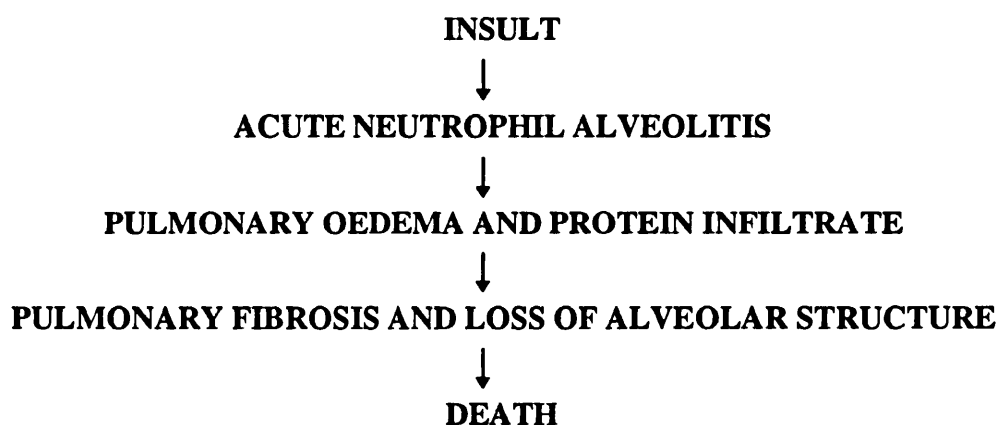 INSULT
ACUTE NEUTROPHIL ALVEOLITIS
PULMONARY OEDEMA AND PROTEIN INFILTRATE
PULMONARY FIBROSIS AND LOSS OF ALVEOLAR STRUCTURE
DEATH